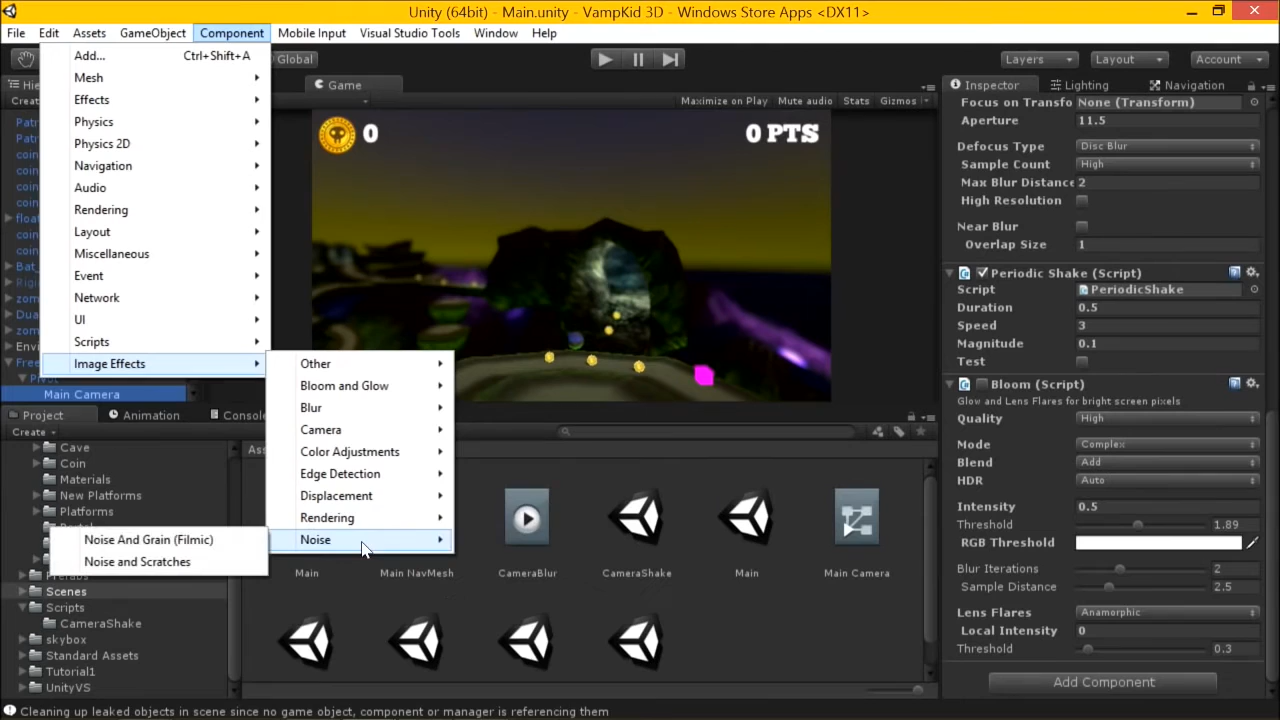 Unity (64bit) - Main.unity - VampKid 3D - Windows Store Apps <DX11>
File Edit Assets GameObject Component Mobile Input Visual Studio Tools Window Help
Global
Layers
Layout
Account
Add... Ctrl+Shift+A
Mesh
Effects
Physics
Physics 2D
Navigation
Audio
Rendering
Layout
Miscellaneous
Event
Network
UI
Scripts
Image Effects
Other
Bloom and Glow
Blur
Camera
Color Adjustments
Edge Detection
Displacement
Rendering
Noise
Noise And Grain (Filmic)
Noise and Scratches
Main Camera
Game
Maximize on Play Mute audio Stats Gizmos
0
0 PTS
Project Animation Console
Create
Cave
Coin
Materials
New Platforms
Platforms
Scenes
Scripts
CameraShake
skybox
Standard Assets
Tutorial1
UnityVS
Main
Main NavMesh
CameraBlur
CameraShake
Main
Main Camera
Inspector Lighting Navigation
Focus on Transfo None (Transform)
Aperture 11.5
Defocus Type Disc Blur
Sample Count High
Max Blur Distance 2
High Resolution
Near Blur
Overlap Size 1
Periodic Shake (Script)
Script PeriodicShake
Duration 0.5
Speed 3
Magnitude 0.1
Test
Bloom (Script)
Glow and Lens Flares for bright screen pixels
Quality High
Mode Complex
Blend Add
HDR Auto
Intensity 0.5
Threshold 1.89
RGB Threshold
Blur Iterations 2
Sample Distance 2.5
Lens Flares Anamorphic
Local Intensity 0
Threshold 0.3
Add Component
Cleaning up leaked objects in scene since no game object, component or manager is referencing them